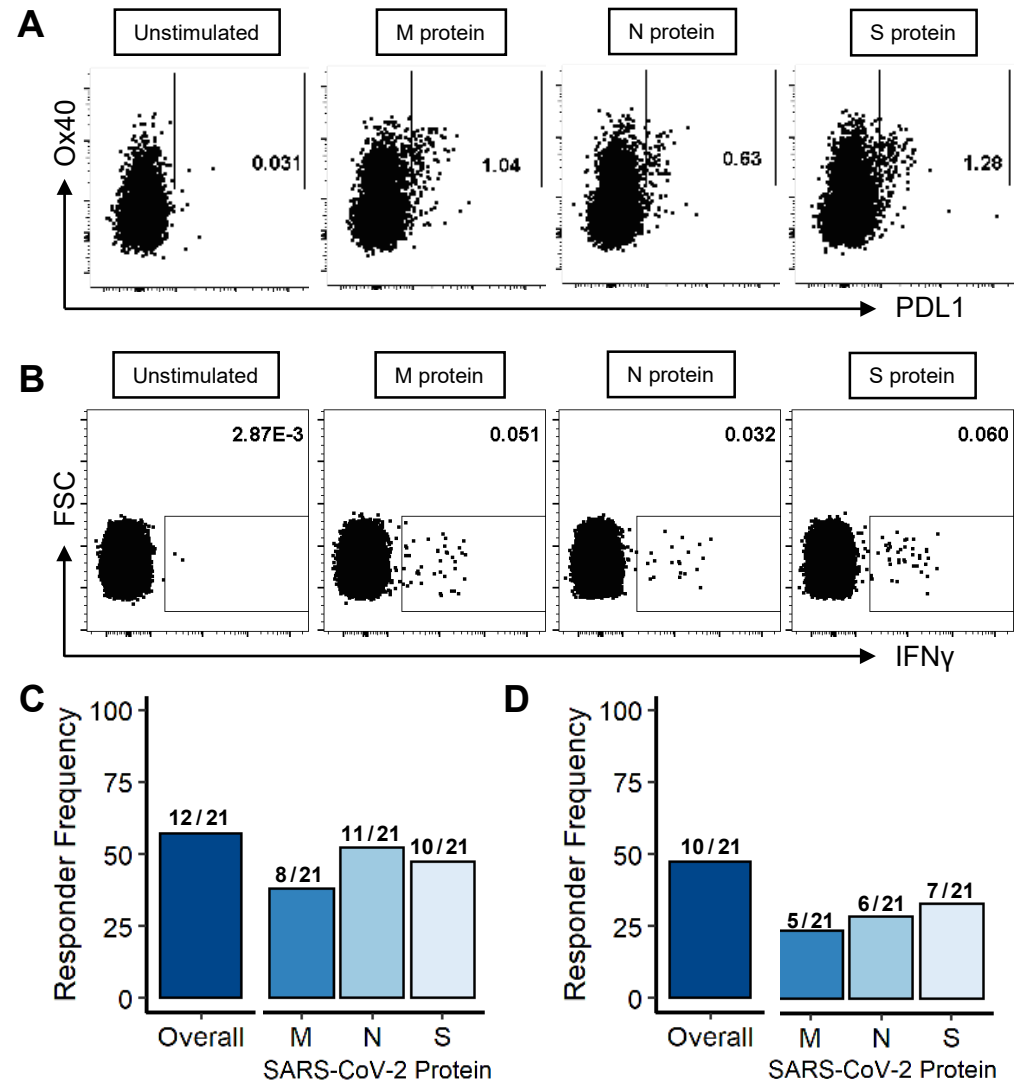 A
Unstimulated
M protein
N protein
S protein
Ox40
0.031
1.04
0.63
1.28
PDL1
B
Unstimulated
M protein
N protein
S protein
FSC
2.87E-3
0.051
0.032
0.060
IFNγ
C
Responder Frequency
100
75
50
25
0
12/21
8/21
11/21
10/21
Overall
M
N
S
SARS-CoV-2 Protein
D
Responder Frequency
100
75
50
25
0
10/21
5/21
6/21
7/21
Overall
M
N
S
SARS-CoV-2 Protein